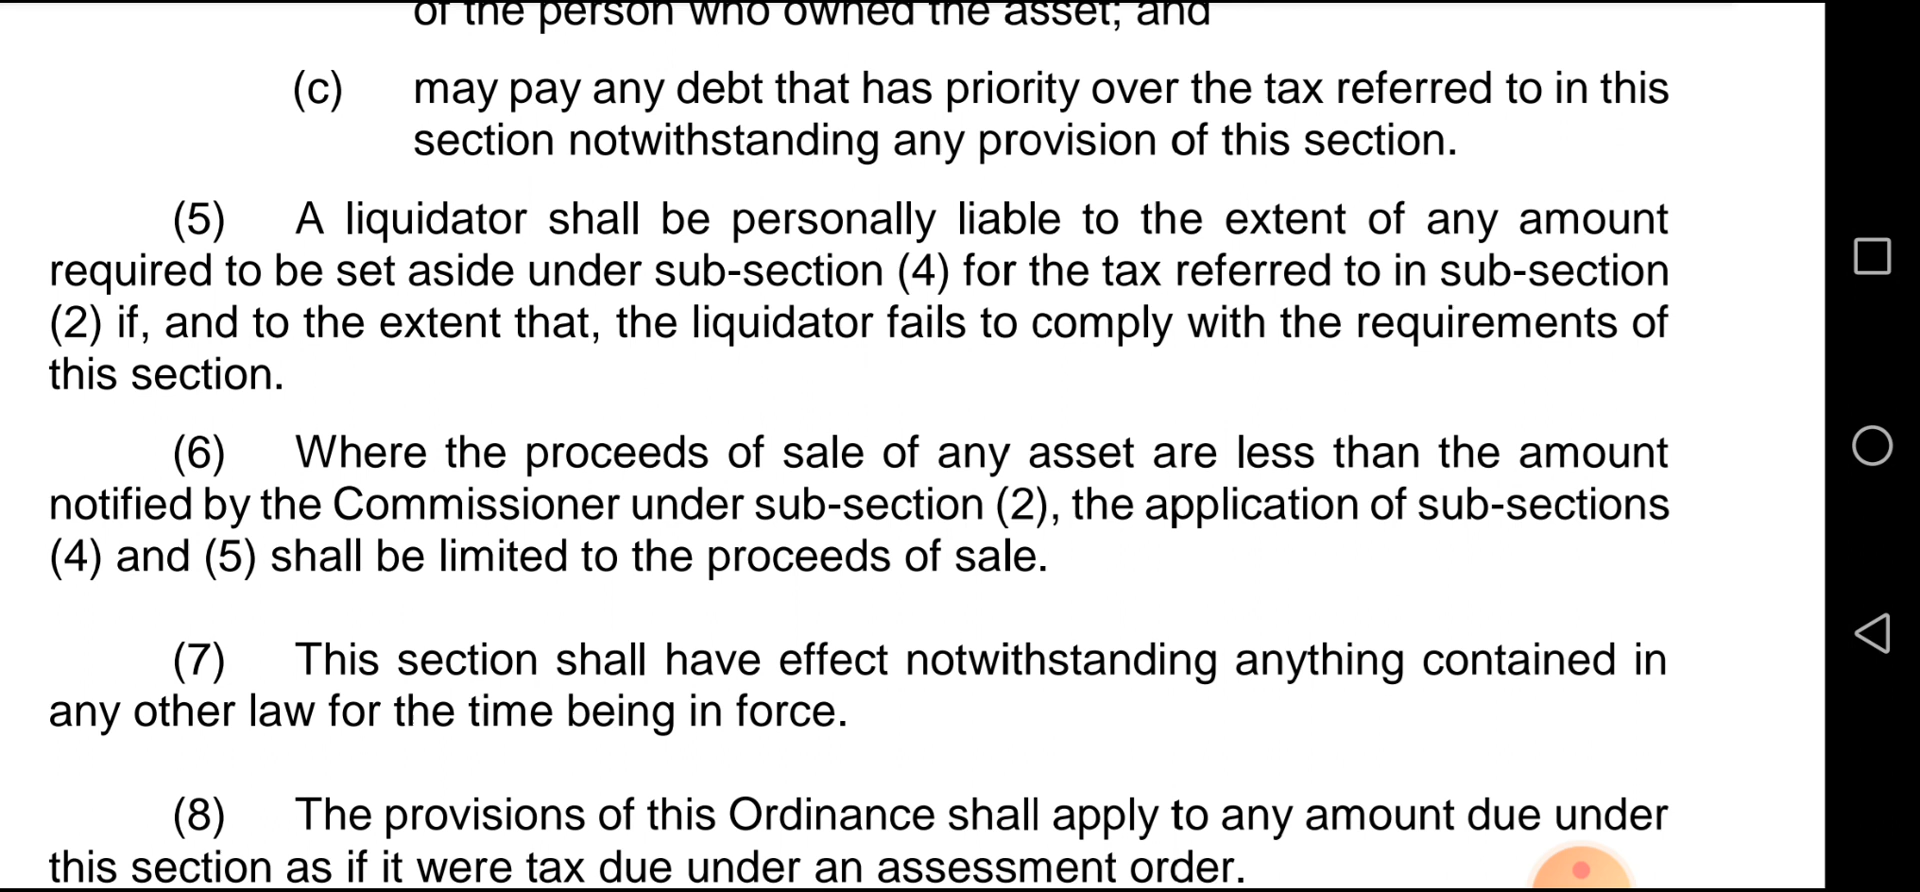 of the person who owned the asset; and
(c) may pay any debt that has priority over the tax referred to in this
section notwithstanding any provision of this section.
(5) A liquidator shall be personally liable to the extent of any amount
required to be set aside under sub-section (4) for the tax referred to in sub-section
(2) if, and to the extent that, the liquidator fails to comply with the requirements of
this section.
(6) Where the proceeds of sale of any asset are less than the amount
notified by the Commissioner under sub-section (2), the application of sub-sections
(4) and (5) shall be limited to the proceeds of sale.
(7) This section shall have effect notwithstanding anything contained in
any other law for the time being in force.
(8) The provisions of this Ordinance shall apply to any amount due under
this section as if it were tax due under an assessment order.